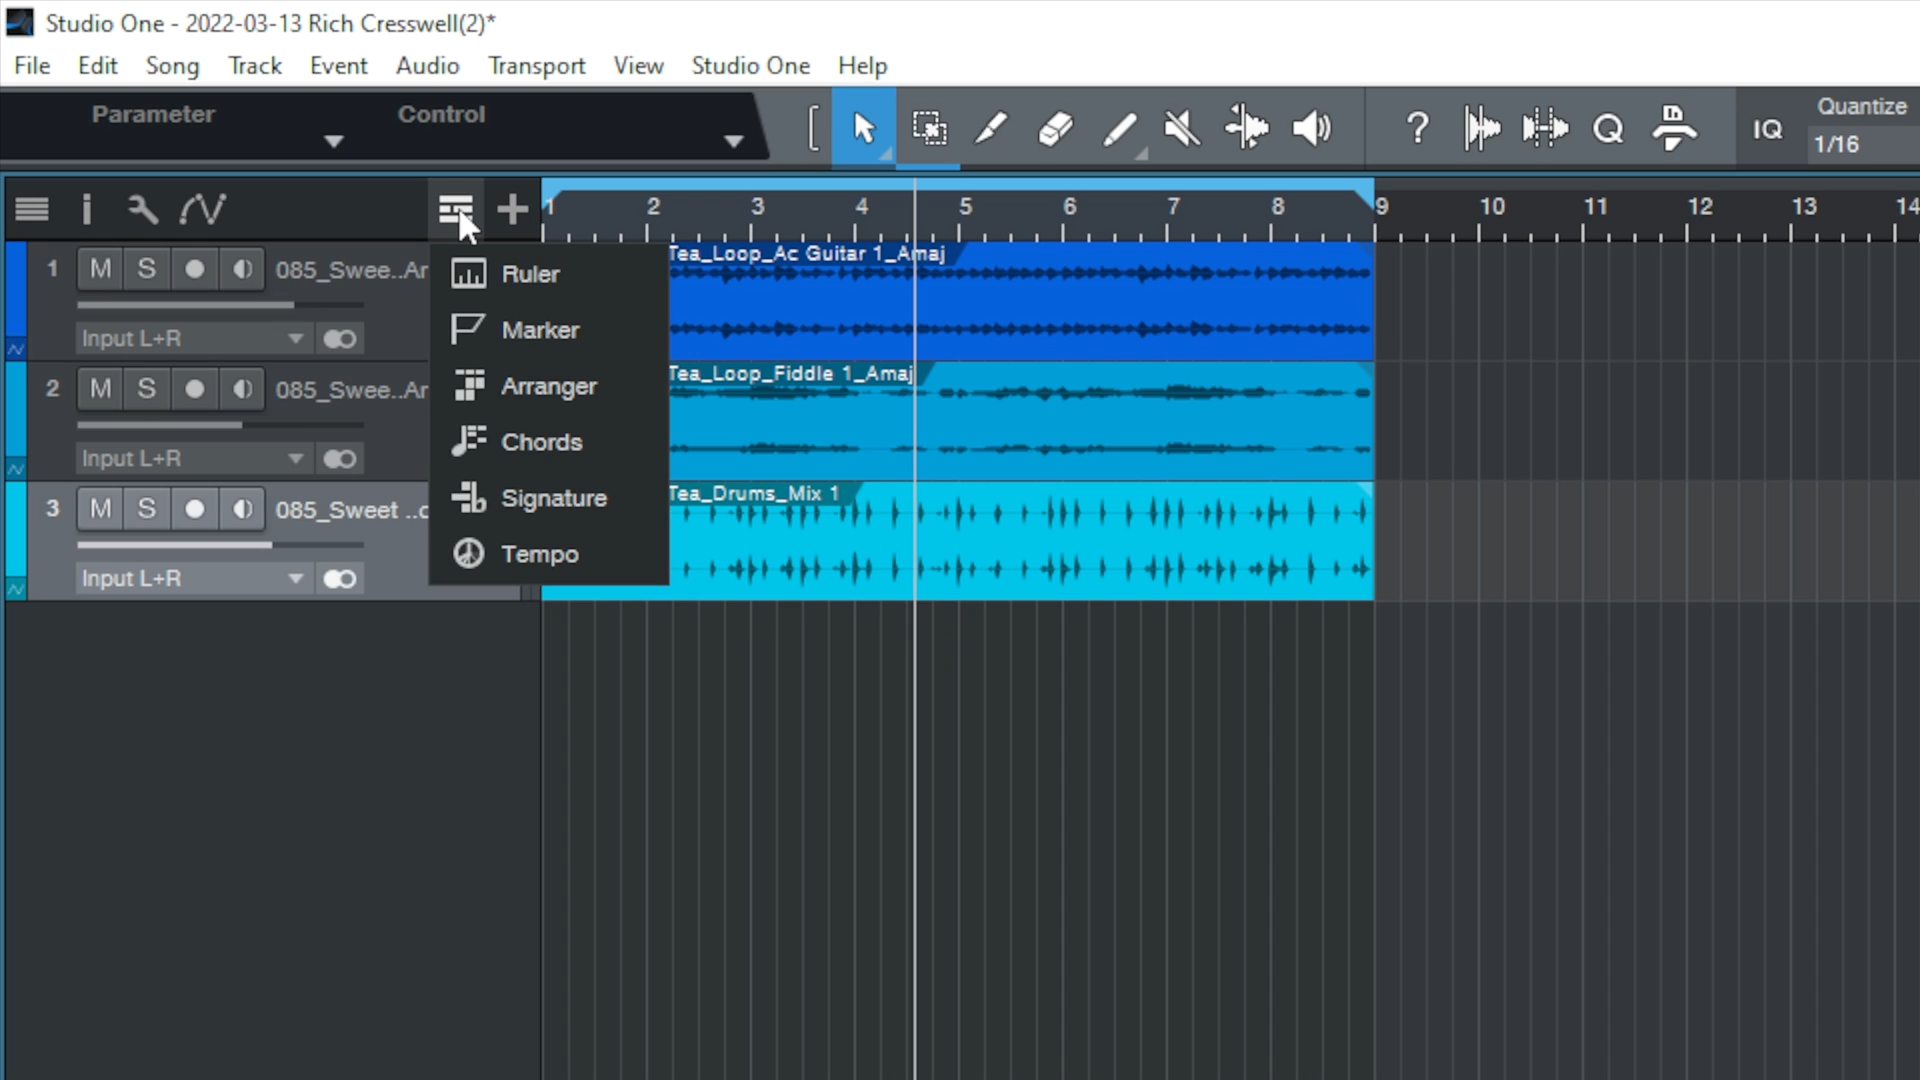 Studio One - 2022-03-13 Rich Cresswell(2)*
File Edit Song Track Event Audio Transport View Studio One Help
Parameter Control
? Q IQ Quantize
1/16
i 1 2 3 4 5 6 7 8 9 10 11 12 13 14
1 M S 085_Swee..Ar Tea_Loop_Ac Guitar 1_Amaj
Input L+R
2 M S 085_Swee..Ar Tea_Loop_Fiddle 1_Amaj
Input L+R
3 M S 085_Sweet ..c Tea_Drums_Mix 1
Input L+R
Ruler
Marker
Arranger
Chords
Signature
Tempo